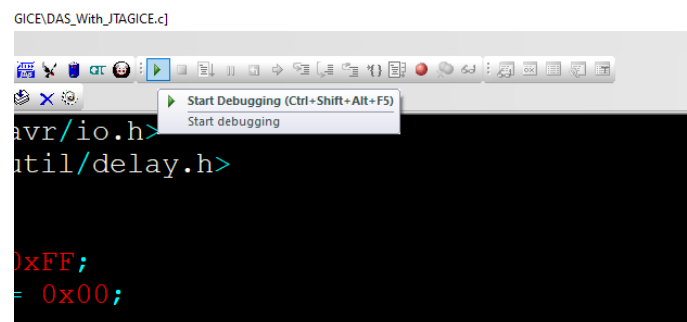 GICE\DAS_With_JTAGICE.c]
Start Debugging (Ctrl+Shift+Alt+F5)
Start debugging
avr/io.h>
util/delay.h>
0xFF;
= 0x00;